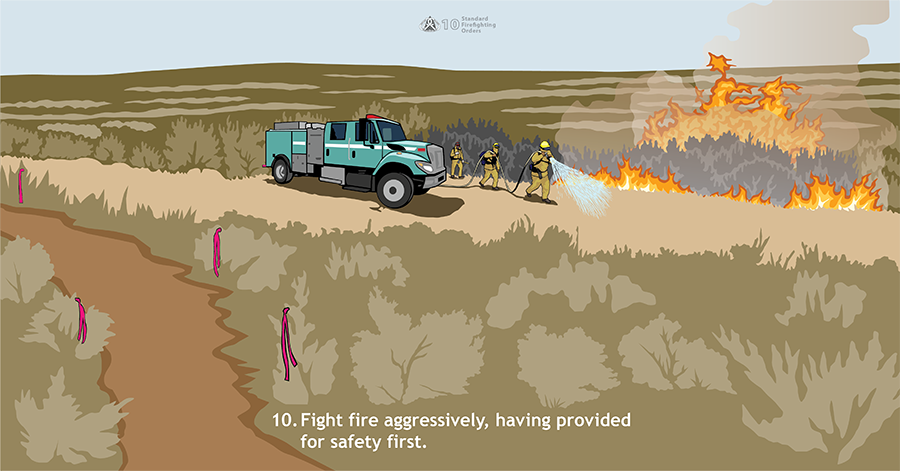 10 Standard
Firefighting
Orders
10. Fight fire aggressively, having provided
for safety first.